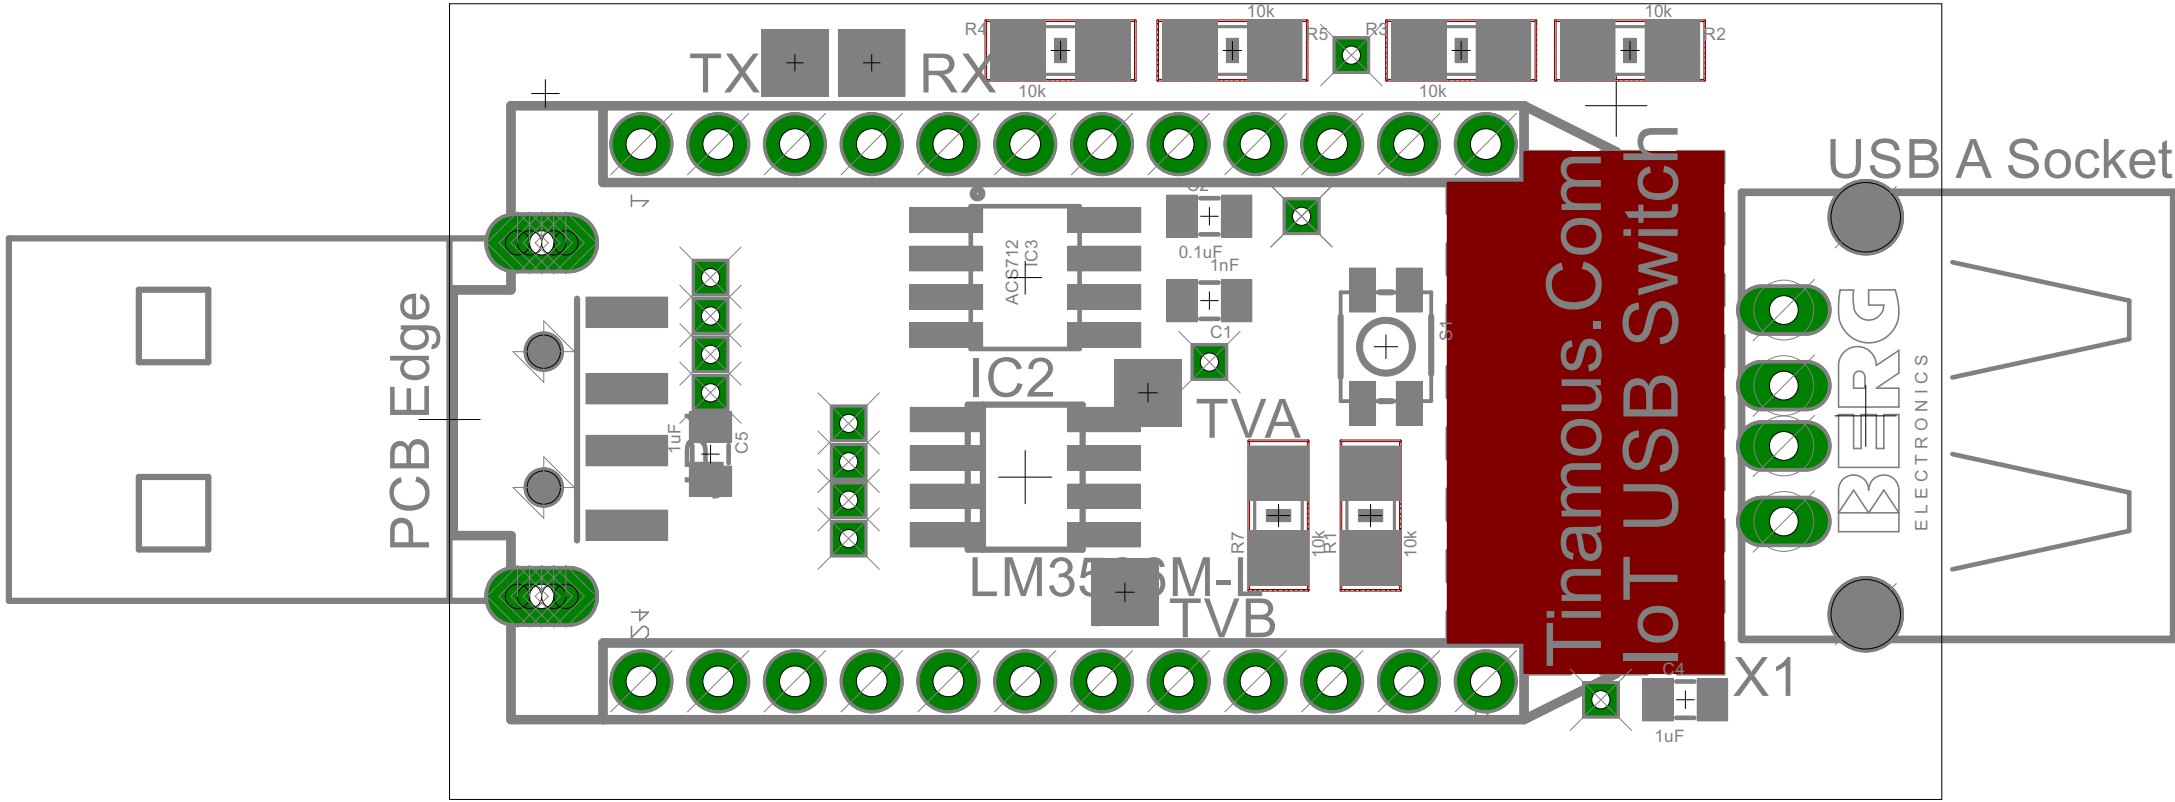 10k
10k
R4
R5
R3
R2
TX
RX
10k
10k
USB A Socket
1
C2
0.1uF
1nF
ACS712
IC3
C1
S1
Tinamous.Com
IoT USB Switch
BERG
ELECTRONICS
PCB Edge
IC2
TVA
1uF
C5
R7
10k
R1
10k
TVB
24
C4
X1
1uF